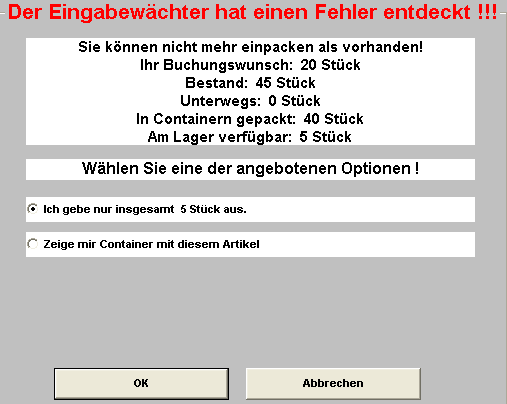 Der Eingabewächter hat einen Fehler entdeckt !!!
Sie können nicht mehr einpacken als vorhanden!
Ihr Buchungswunsch: 20 Stück
Bestand: 45 Stück
Unterwegs: 0 Stück
In Containern gepackt: 40 Stück
Am Lager verfügbar: 5 Stück
Wählen Sie eine der angebotenen Optionen !
Ich gebe nur insgesamt 5 Stück aus.
Zeige mir Container mit diesem Artikel
OK
Abbrechen